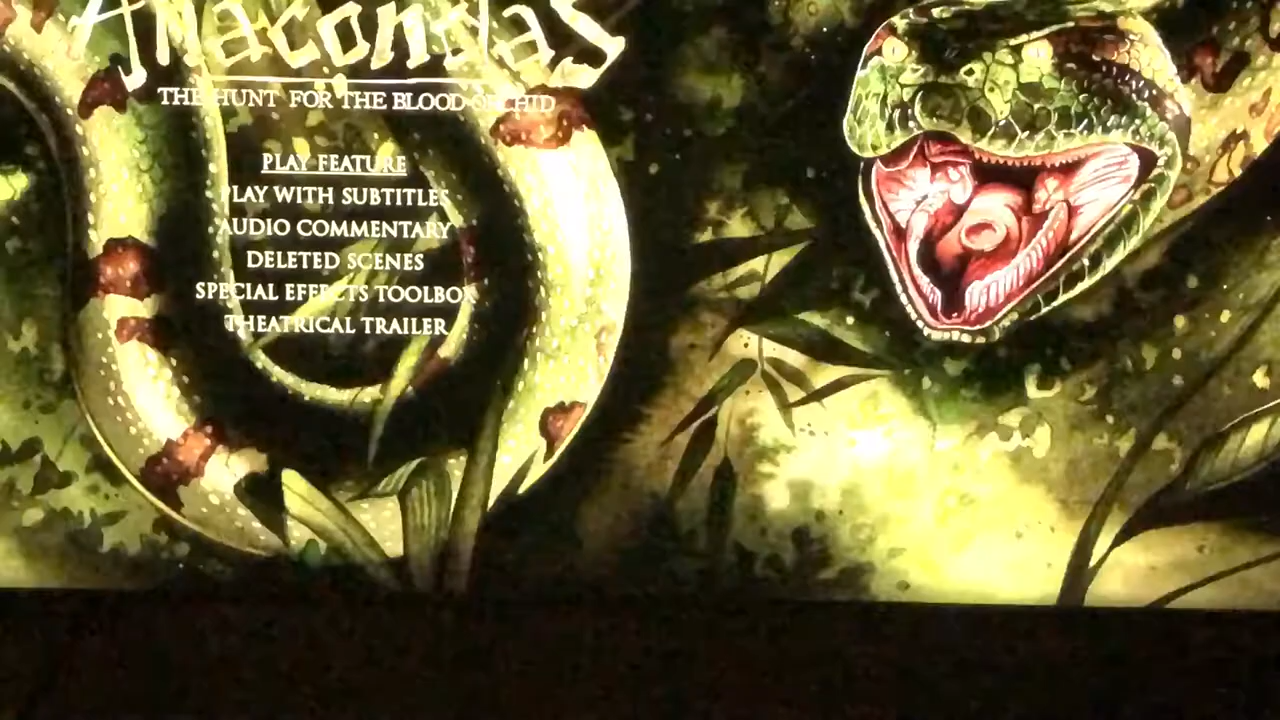 Anacondas
THE HUNT FOR THE BLOOD ORCHID
PLAY FEATURE
PLAY WITH SUBTITLES
AUDIO COMMENTARY
DELETED SCENES
SPECIAL EFFECTS TOOLBOX
THEATRICAL TRAILER